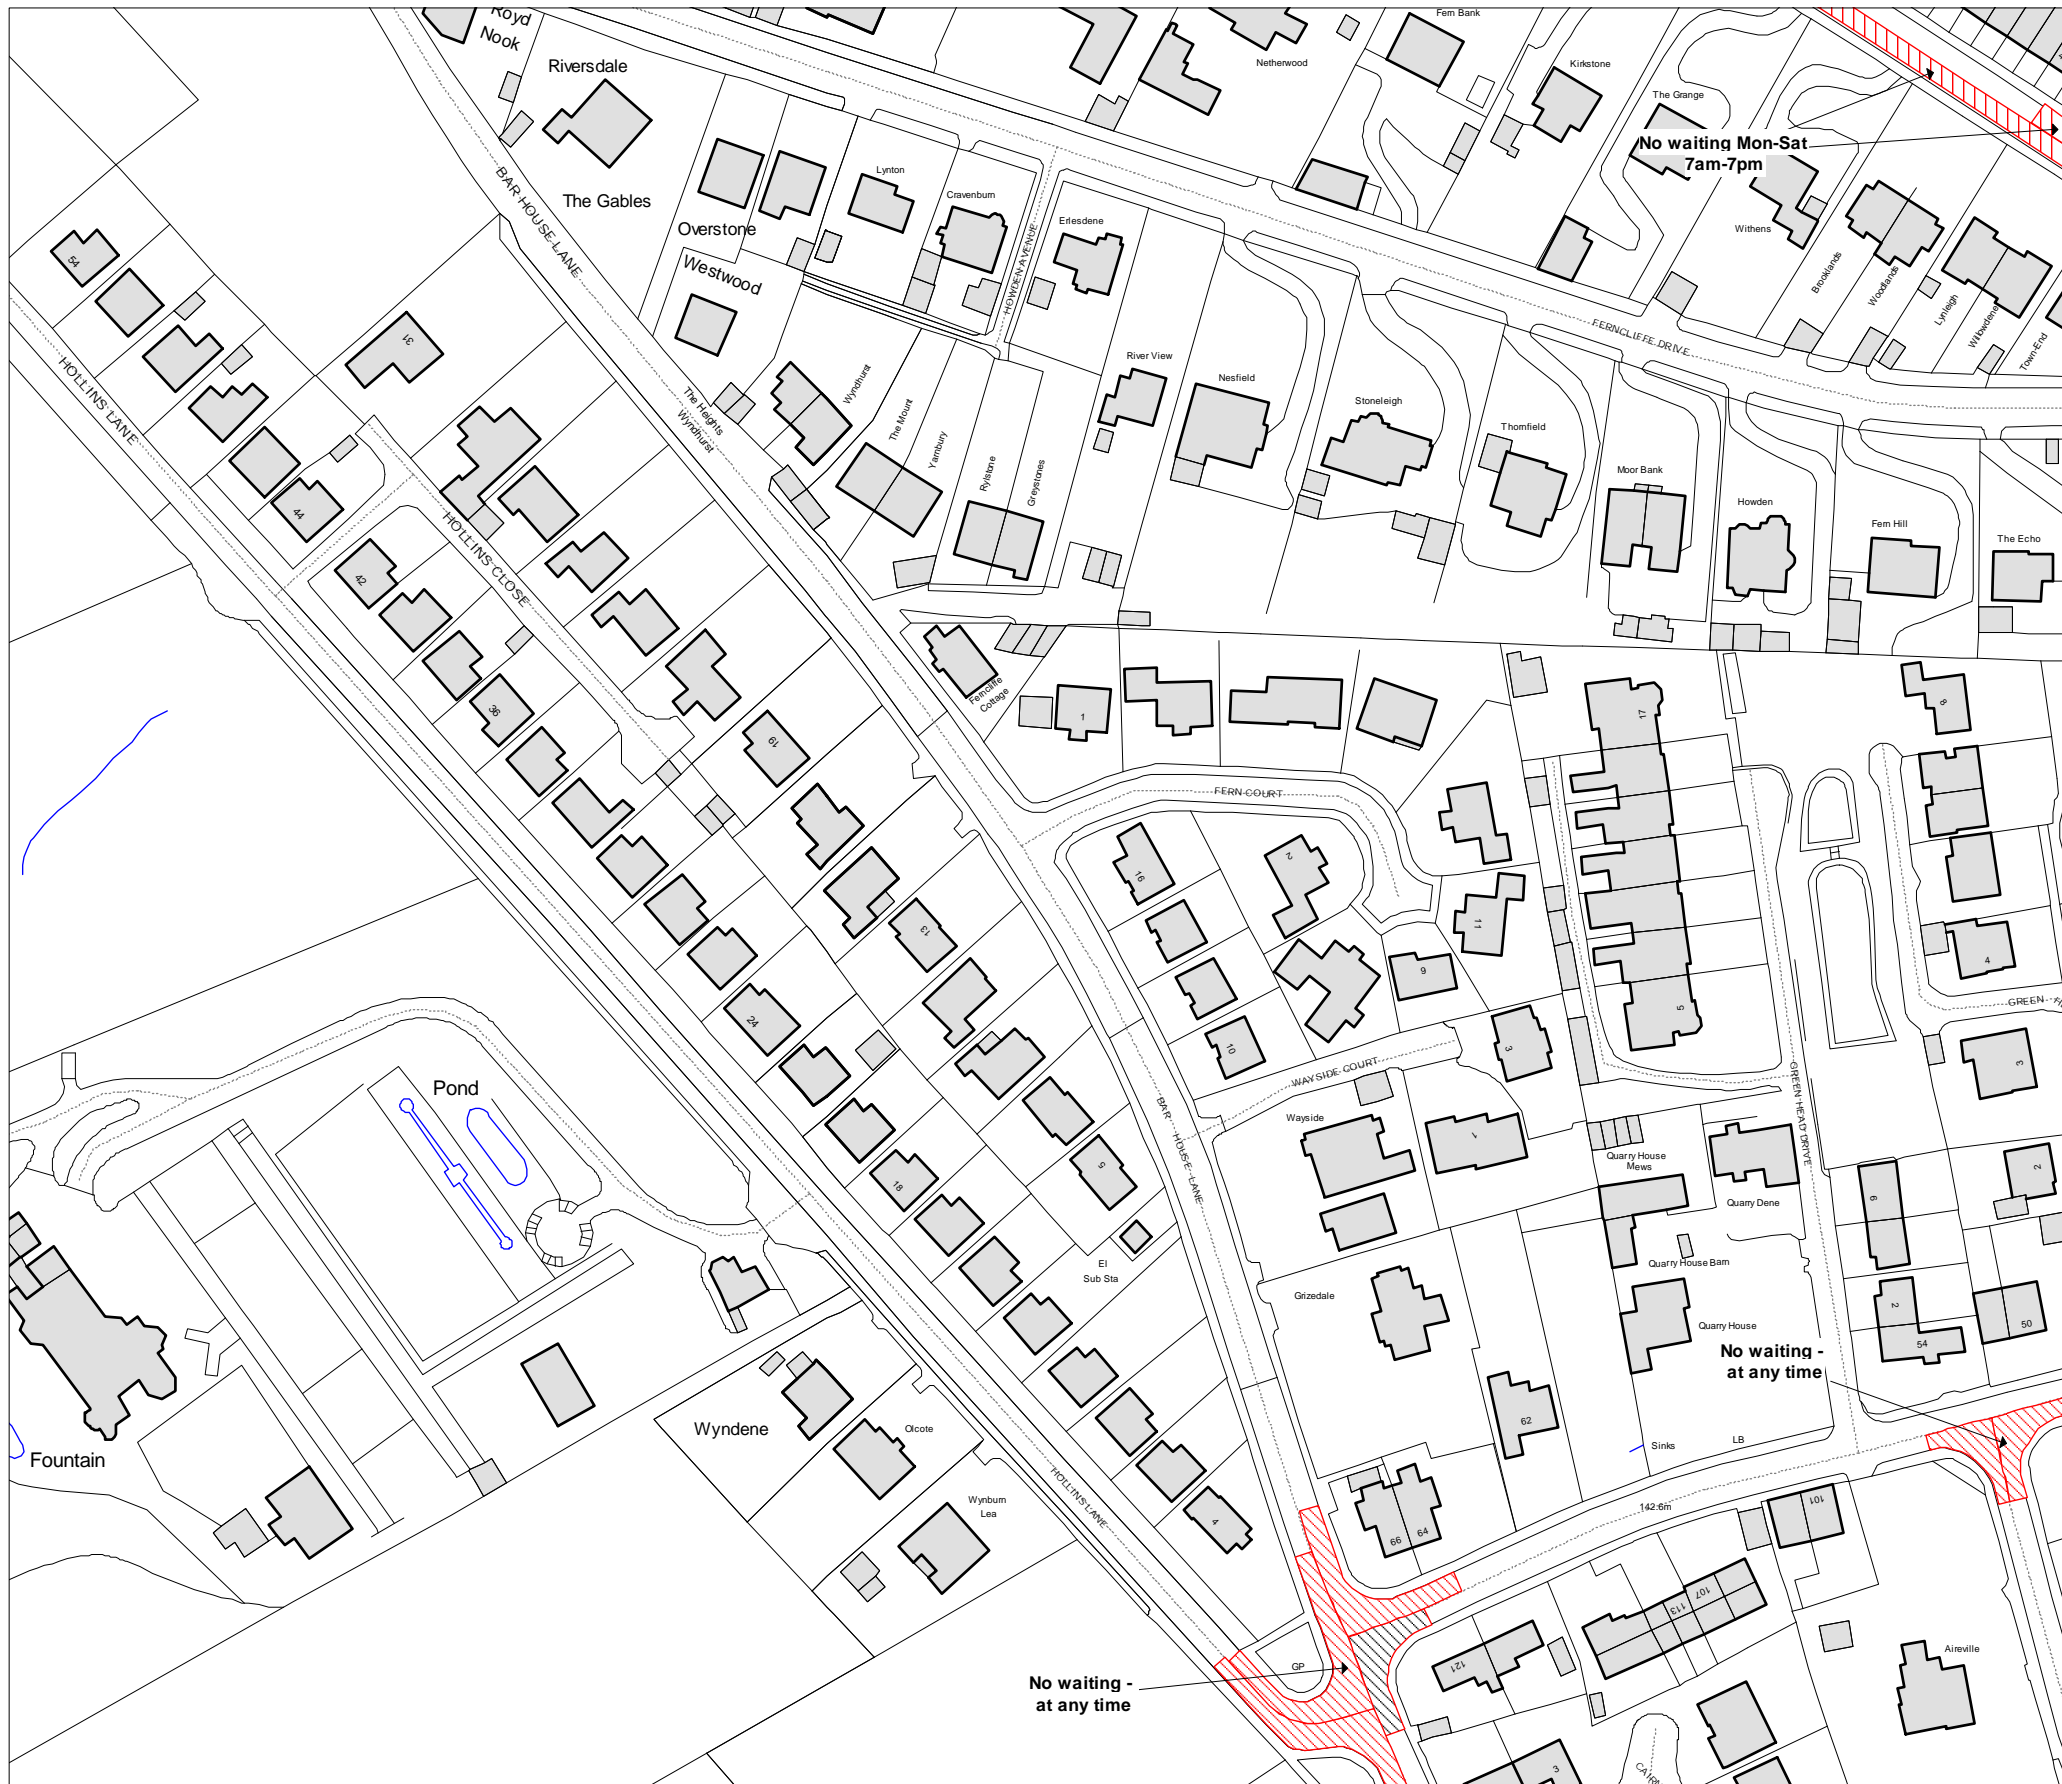 Royd
Nook
Riversdale
The Gables
Overstone
Westwood
BAR HOUSE LANE
Lynton
Cravenburn
HOWDEN AVENUE
Erlesdene
Netherwood
Fern Bank
Kirkstone
The Grange
No waiting Mon-Sat
7am-7pm
Withens
Brooklands
Woodlands
Lynleigh
Willowdene
Town-End
FERNCLIFFE DRIVE
54
HOLLINS LANE
31
The Heights
Wyndhurst
Wyndhurst
The Mount
Yarnbury
Rylstone
Greystones
River View
Nesfield
Stoneleigh
Thornfield
Moor Bank
Howden
Fern Hill
The Echo
44
HOLLINS CLOSE
42
36
19
Ferncliffe
Cottage
1
17
8
FERN COURT
16
2
11
9
13
5
4
GREEN
24
10
3
WAYSIDE COURT
3
GREEN HEAD DRIVE
Pond
BAR HOUSE LANE
Wayside
1
Quarry House
Mews
Quarry Dene
2
18
5
6
El
Sub Sta
Quarry House Barn
Grizedale
Quarry House
2
50
54
No waiting -
at any time
Wyndene
Olcote
62
Sinks
LB
Fountain
HOLLINS LANE
Wynburn
Lea
4
66
64
142.6m
101
107
113
121
Aireville
GP
No waiting -
at any time
3